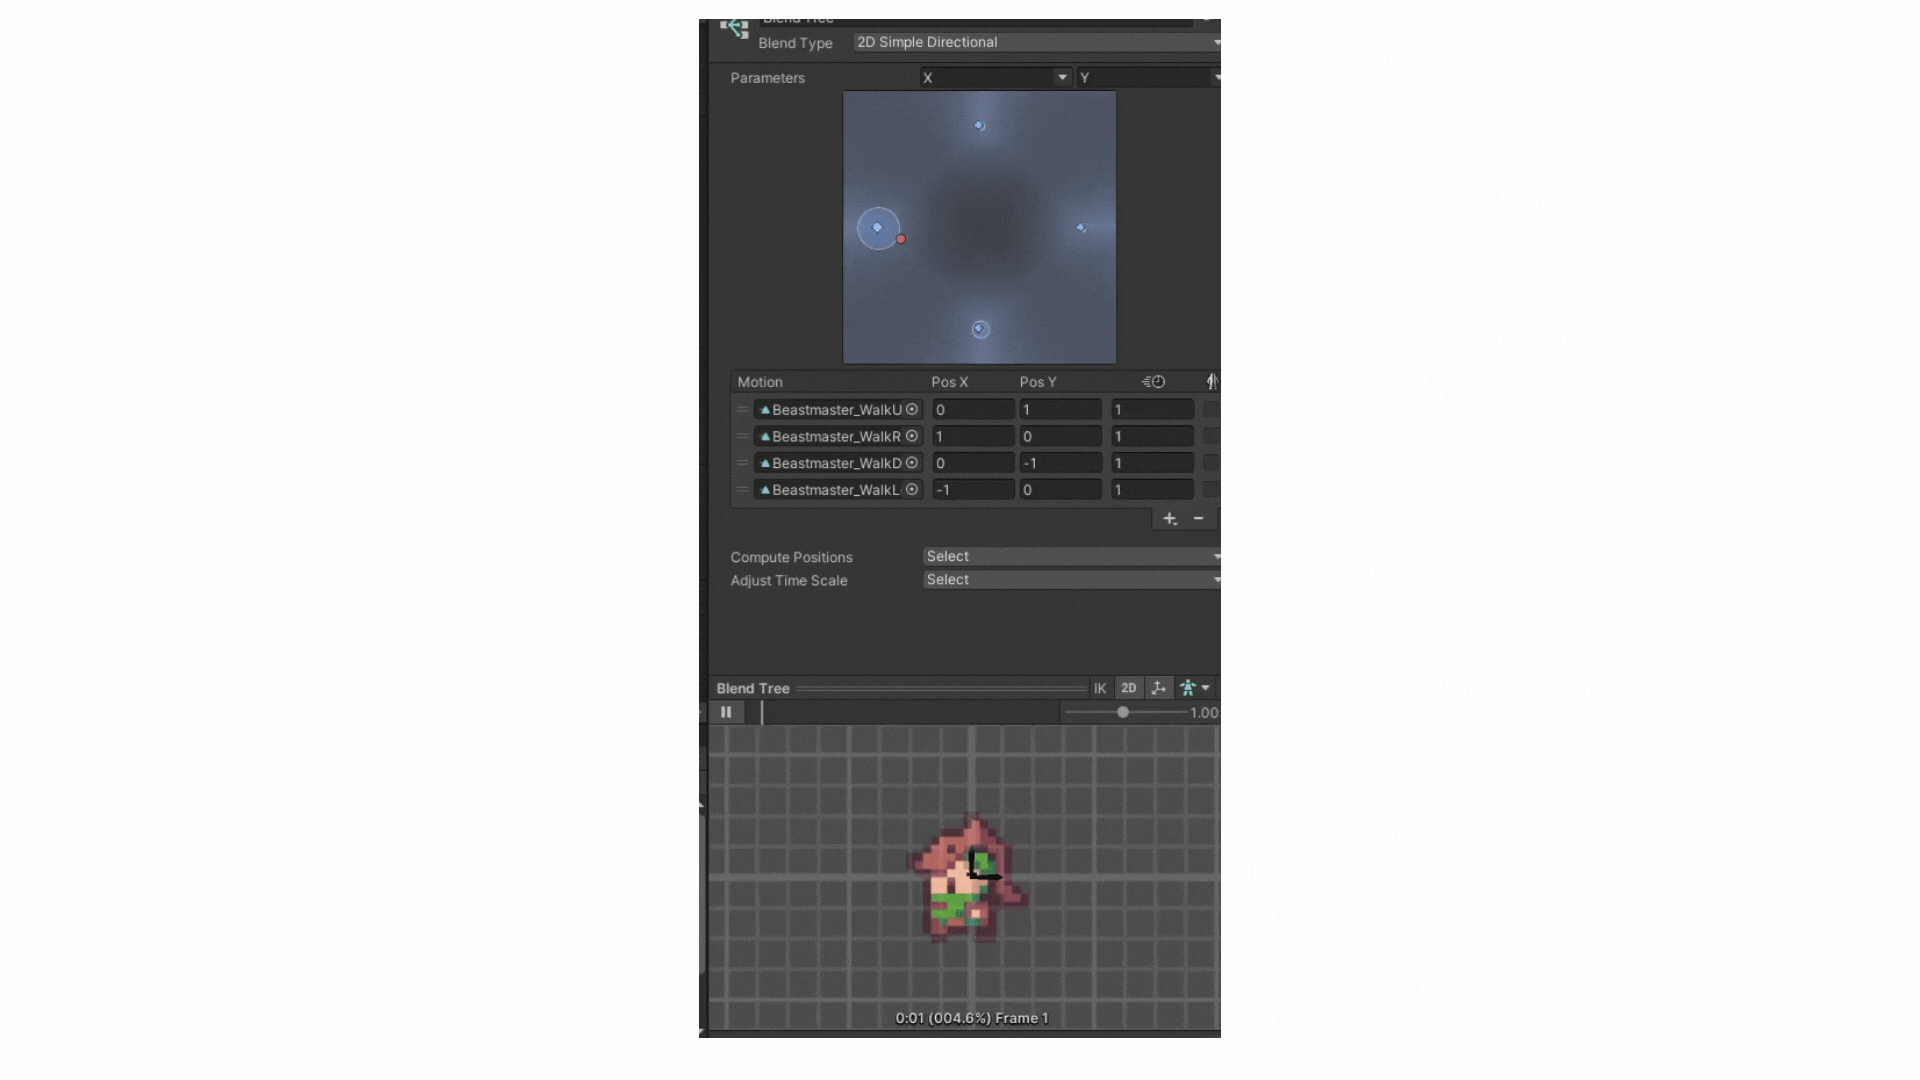 Blend Tree
Blend Type 2D Simple Directional
Parameters X Y
Motion Pos X Pos Y
Beastmaster_WalkU 0 1 1
Beastmaster_WalkR 1 0 1
Beastmaster_WalkD 0 -1 1
Beastmaster_WalkL -1 0 1
+ -
Compute Positions Select
Adjust Time Scale Select
Blend Tree IK 2D
1.00
0:01 (004.6%) Frame 1